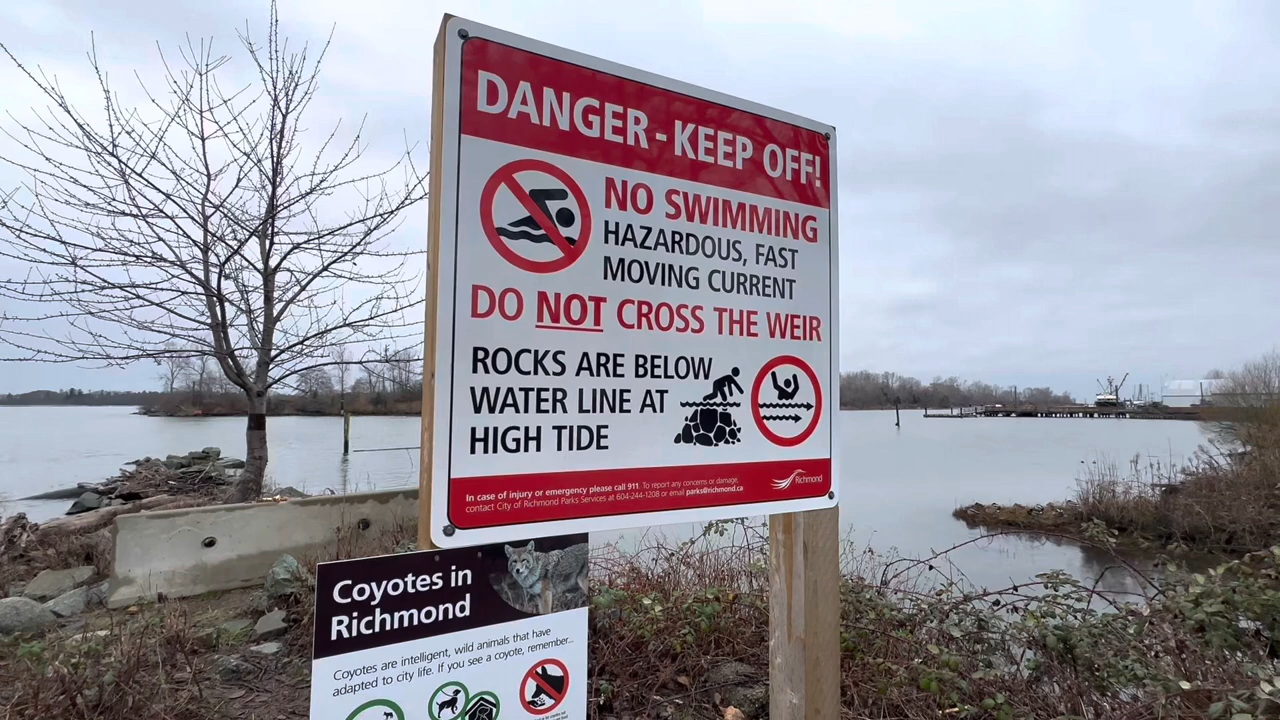 DANGER - KEEP OFF!
NO SWIMMING
HAZARDOUS, FAST
MOVING CURRENT
DO NOT CROSS THE WEIR
ROCKS ARE BELOW
WATER LINE AT
HIGH TIDE
In case of injury or emergency please call 911. To report any concerns or damage,
contact City of Richmond Parks Services at 604-244-1208 or email parks@richmond.ca
Richmond
Coyotes in
Richmond
Coyotes are intelligent, wild animals that have
adapted to city life. If you see a coyote, remember...